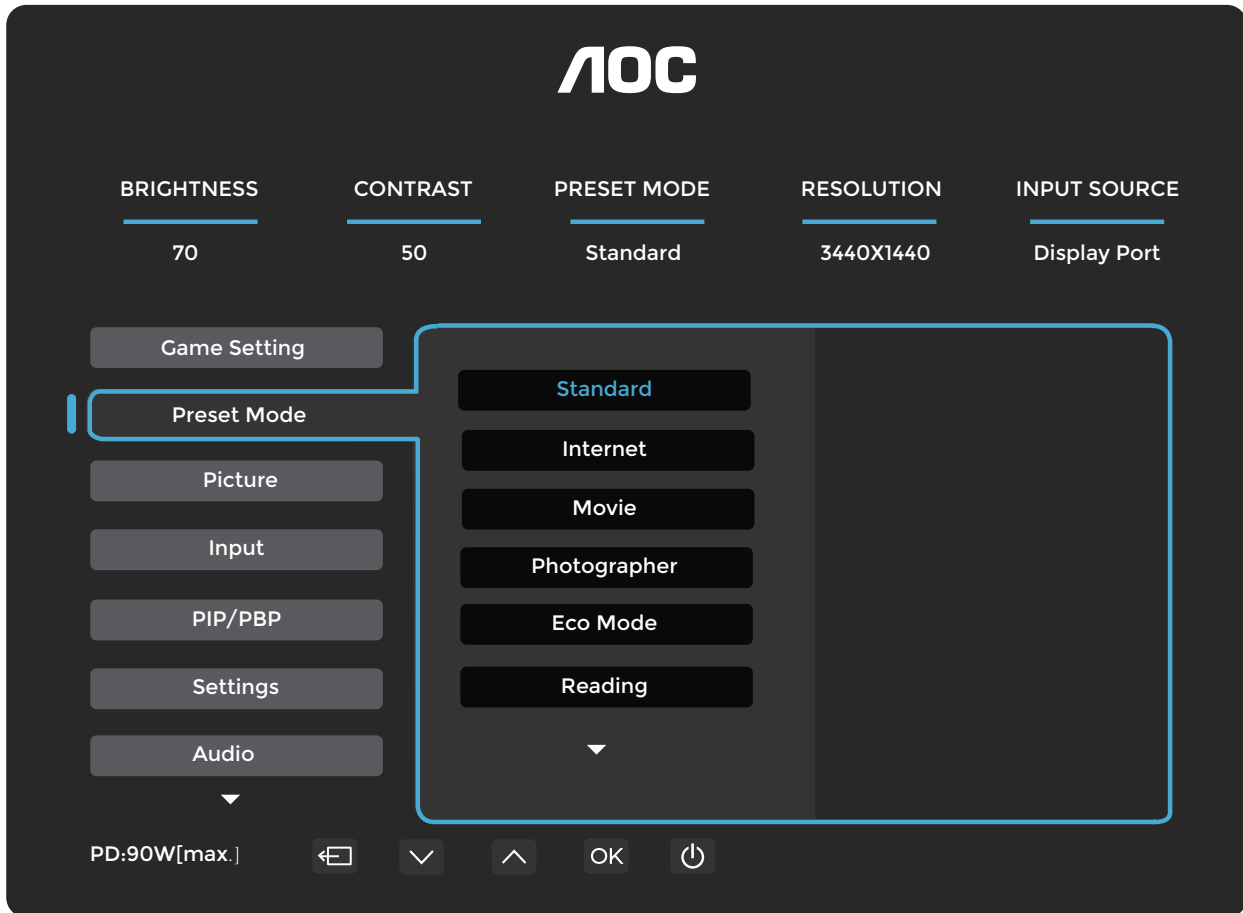 AOC
BRIGHTNESS CONTRAST PRESET MODE RESOLUTION INPUT SOURCE
70 50 Standard 3440X1440 Display Port
Game Setting
Preset Mode
Picture
Input
PIP/PBP
Settings
Audio
Standard
Internet
Movie
Photographer
Eco Mode
Reading
PD:90W[max.]
OK